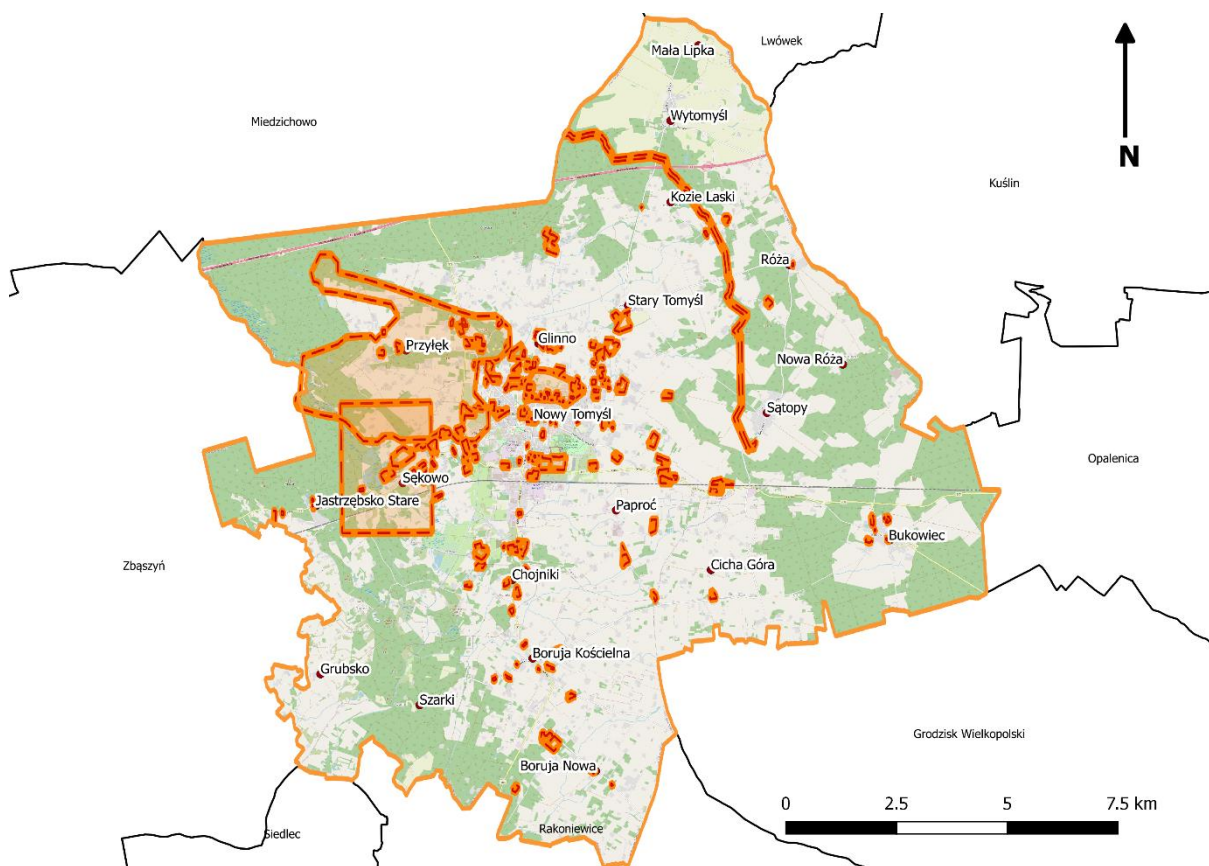 Mała Lipka
Lwówek
Miedzichowo
Wytomyśl
N
Kuślin
Kozie Laski
Róża
Stary Tomyśl
Glinno
Przyłęk
Nowa Róża
Nowy Tomyśl
Sątopy
Opalenica
Sękowo
Jastrzębsko Stare
Paproć
Bukowiec
Zbąszyń
Cicha Góra
Chojniki
Boruja Kościelna
Grubsko
Szarki
Grodzisk Wielkopolski
Boruja Nowa
0 2.5 5 7.5 km
Siedlec
Rakoniewice